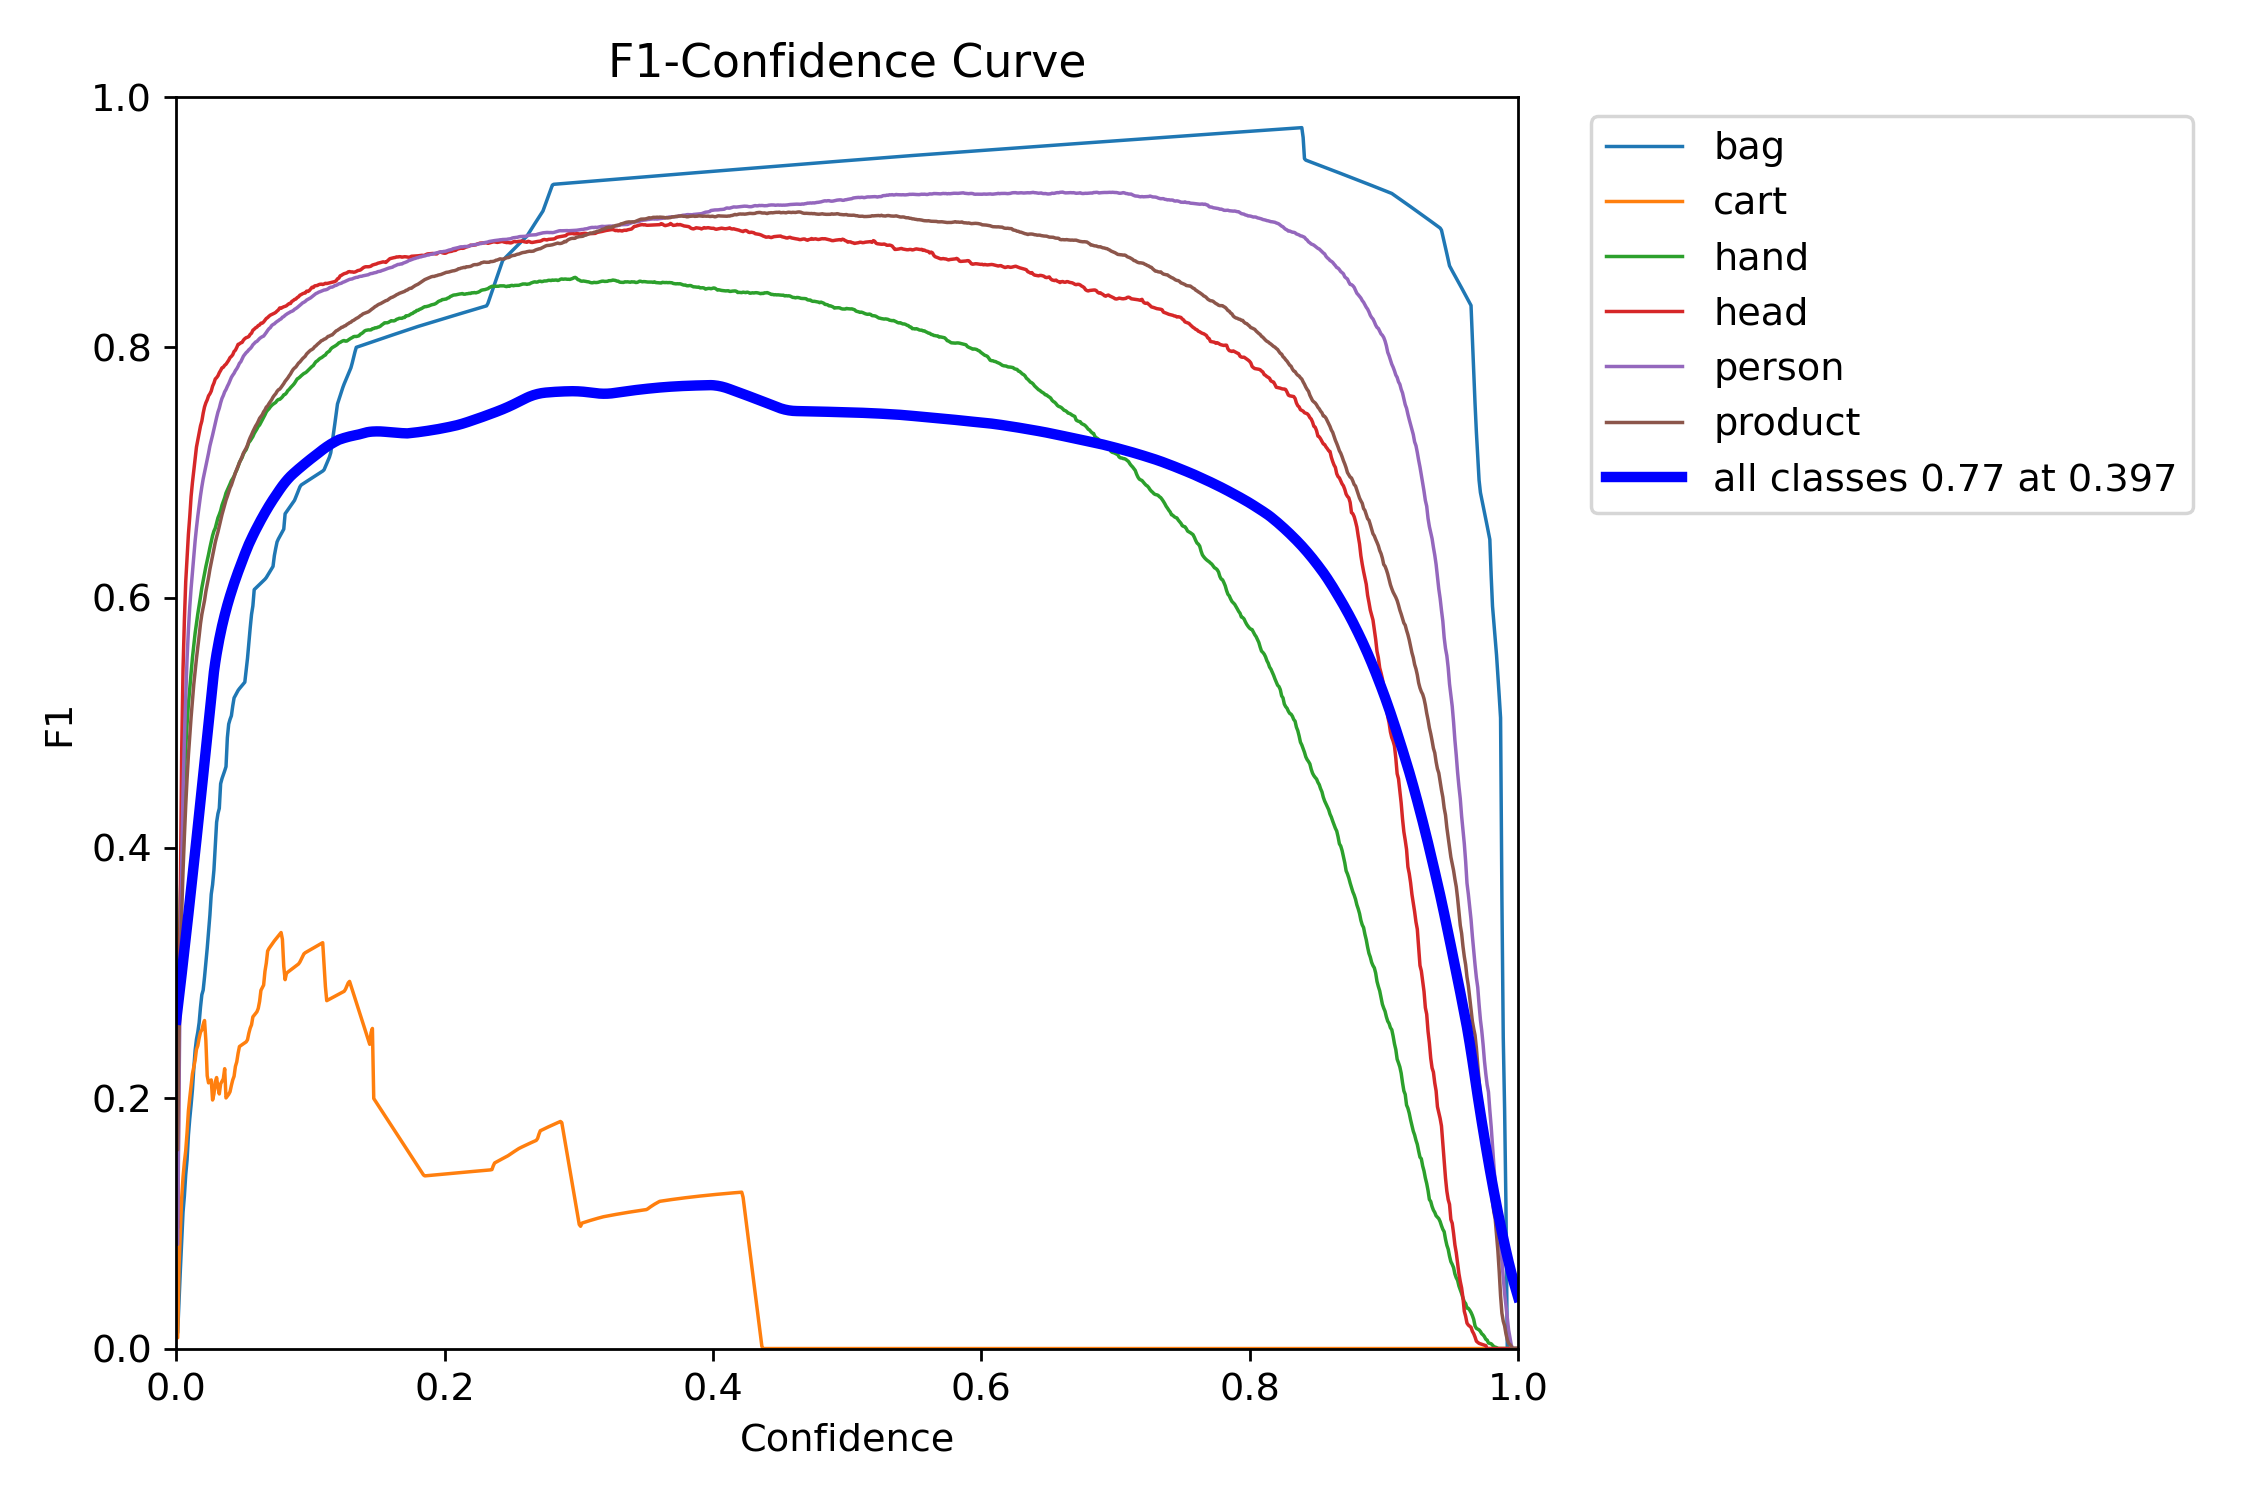 F1-Confidence Curve
1.0
0.8
0.6
0.4
0.2
0.0
F1
0.0 0.2 0.4 0.6 0.8 1.0
Confidence
bag
cart
hand
head
person
product
all classes 0.77 at 0.397